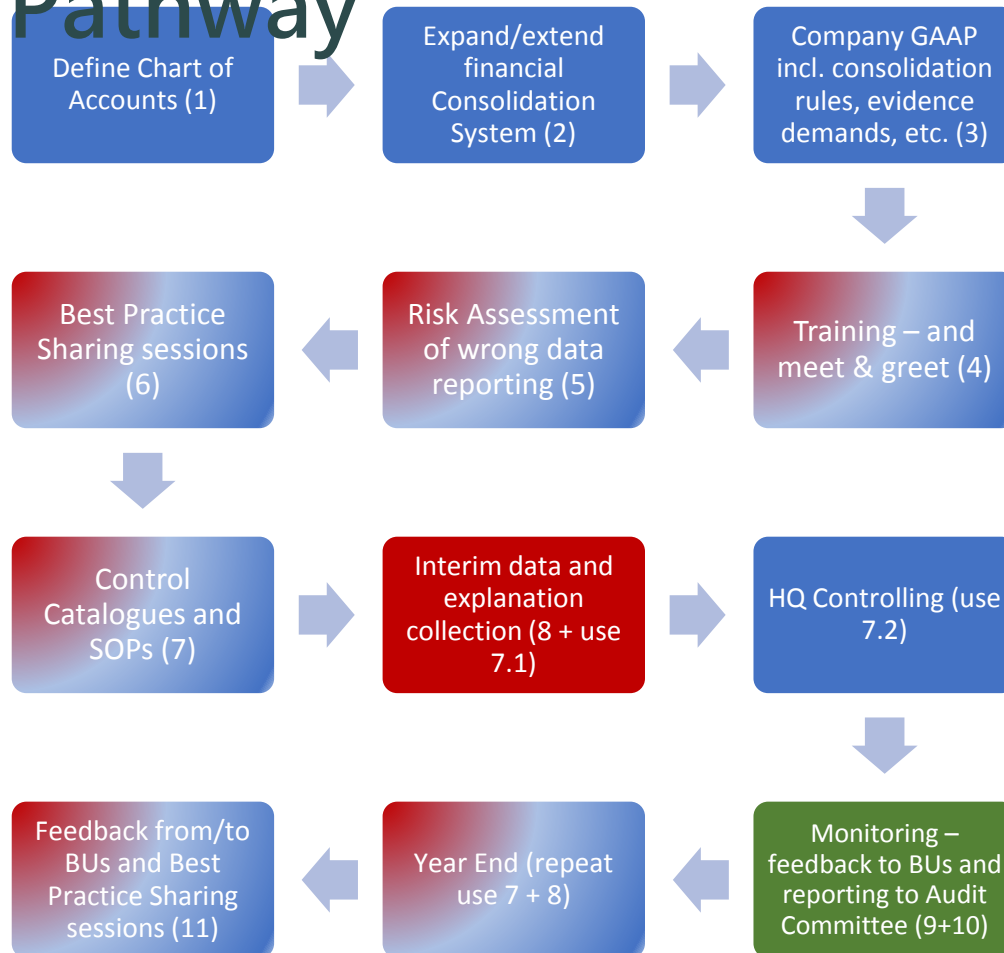 Pathway
Define Chart of
Accounts (1)
Expand/extend
financial
Consolidation
System (2)
Company GAAP
incl. consolidation
rules, evidence
demands, etc. (3)
Best Practice
Sharing sessions
(6)
Risk Assessment
of wrong data
reporting (5)
Training – and
meet & greet (4)
Control
Catalogues and
SOPs (7)
Interim data and
explanation
collection (8 + use
7.1)
HQ Controlling (use
7.2)
Feedback from/to
BUs and Best
Practice Sharing
sessions (11)
Year End (repeat
use 7 + 8)
Monitoring –
feedback to BUs and
reporting to Audit
Committee (9+10)